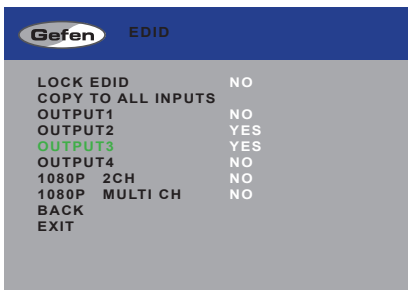 Gefen EDID
LOCK EDID NO
COPY TO ALL INPUTS
OUTPUT1 NO
OUTPUT2 YES
OUTPUT3 YES
OUTPUT4 NO
1080P 2CH NO
1080P MULTI CH NO
BACK
EXIT